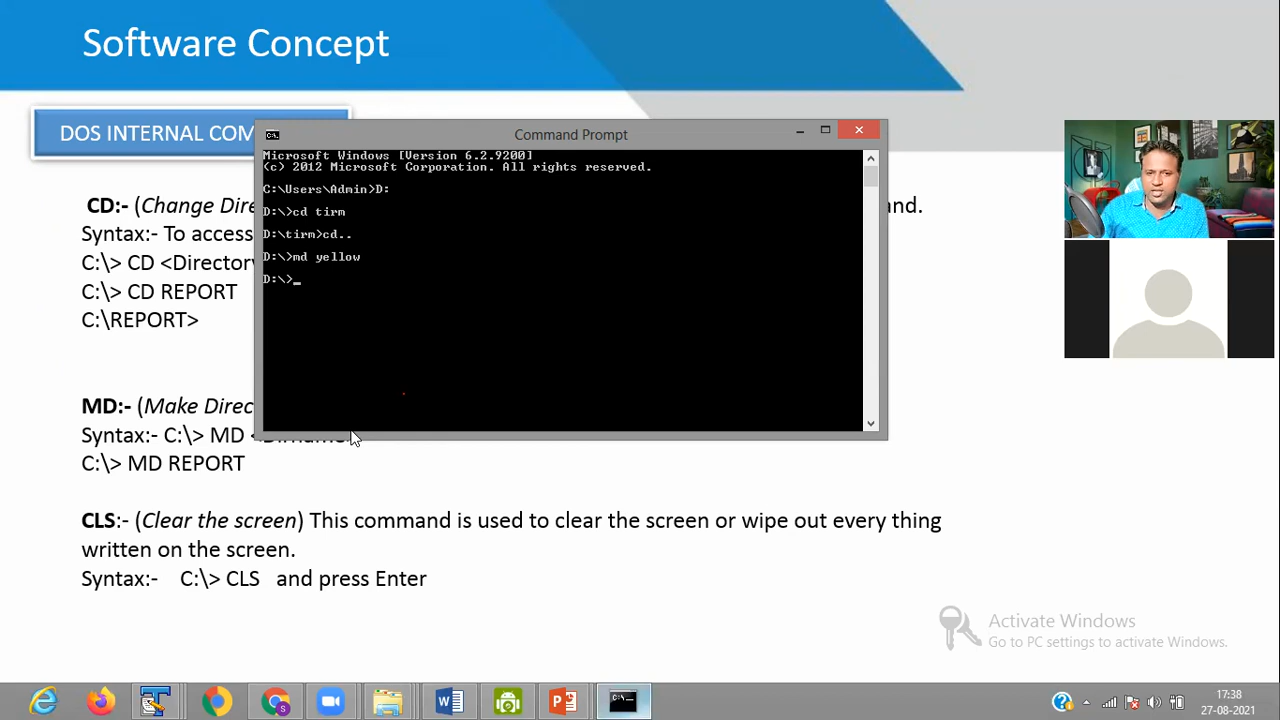 Software Concept
DOS INTERNAL COM
CD:- (Change Dire
and.
Syntax:- To access
C:\> CD <Directory
C:\> CD REPORT
C:\REPORT>
MD:- (Make Direc
Syntax:- C:\> MD
C:\> MD REPORT
CLS:- (Clear the screen) This command is used to clear the screen or wipe out every thing
written on the screen.
Syntax:- C:\> CLS and press Enter
Command Prompt
Microsoft Windows [Version 6.2.9200]
(c) 2012 Microsoft Corporation. All rights reserved.
C:\Users\Admin>D:
D:\>cd tirm
D:\tirm>cd..
D:\>md yellow
D:\>_
Activate Windows
Go to PC settings to activate Windows.
17:38
27-08-2021